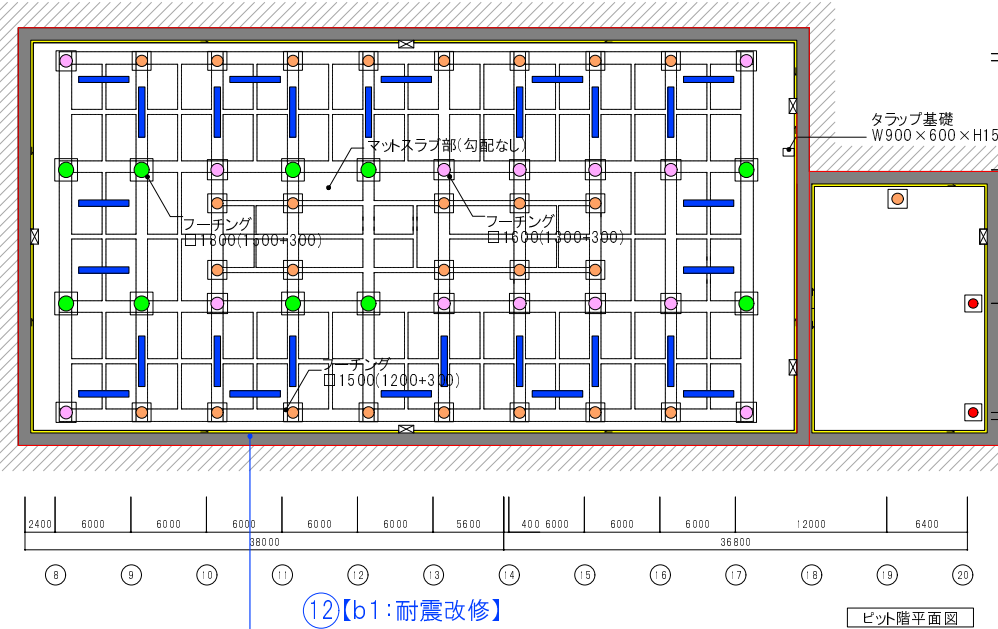 タラップ基礎
W900×600×H15
マットスラブ部(勾配なし)
フーチング
□1800(1500+300)
フーチング
□1600(1300+300)
フーチング
□1500(1200+300)
2400 6000 6000 6000 6000 6000 5600 400 6000 6000 6000 12000 6400
38000 36800
8 9 10 11 12 13 14 15 16 17 18 19 20
⑫【b1:耐震改修】
ピット階平面図